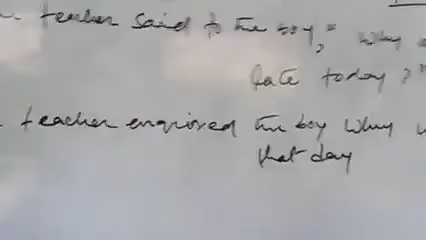 teacher said to the boy, " Why
late today ?"
teacher enquired the boy why
that day